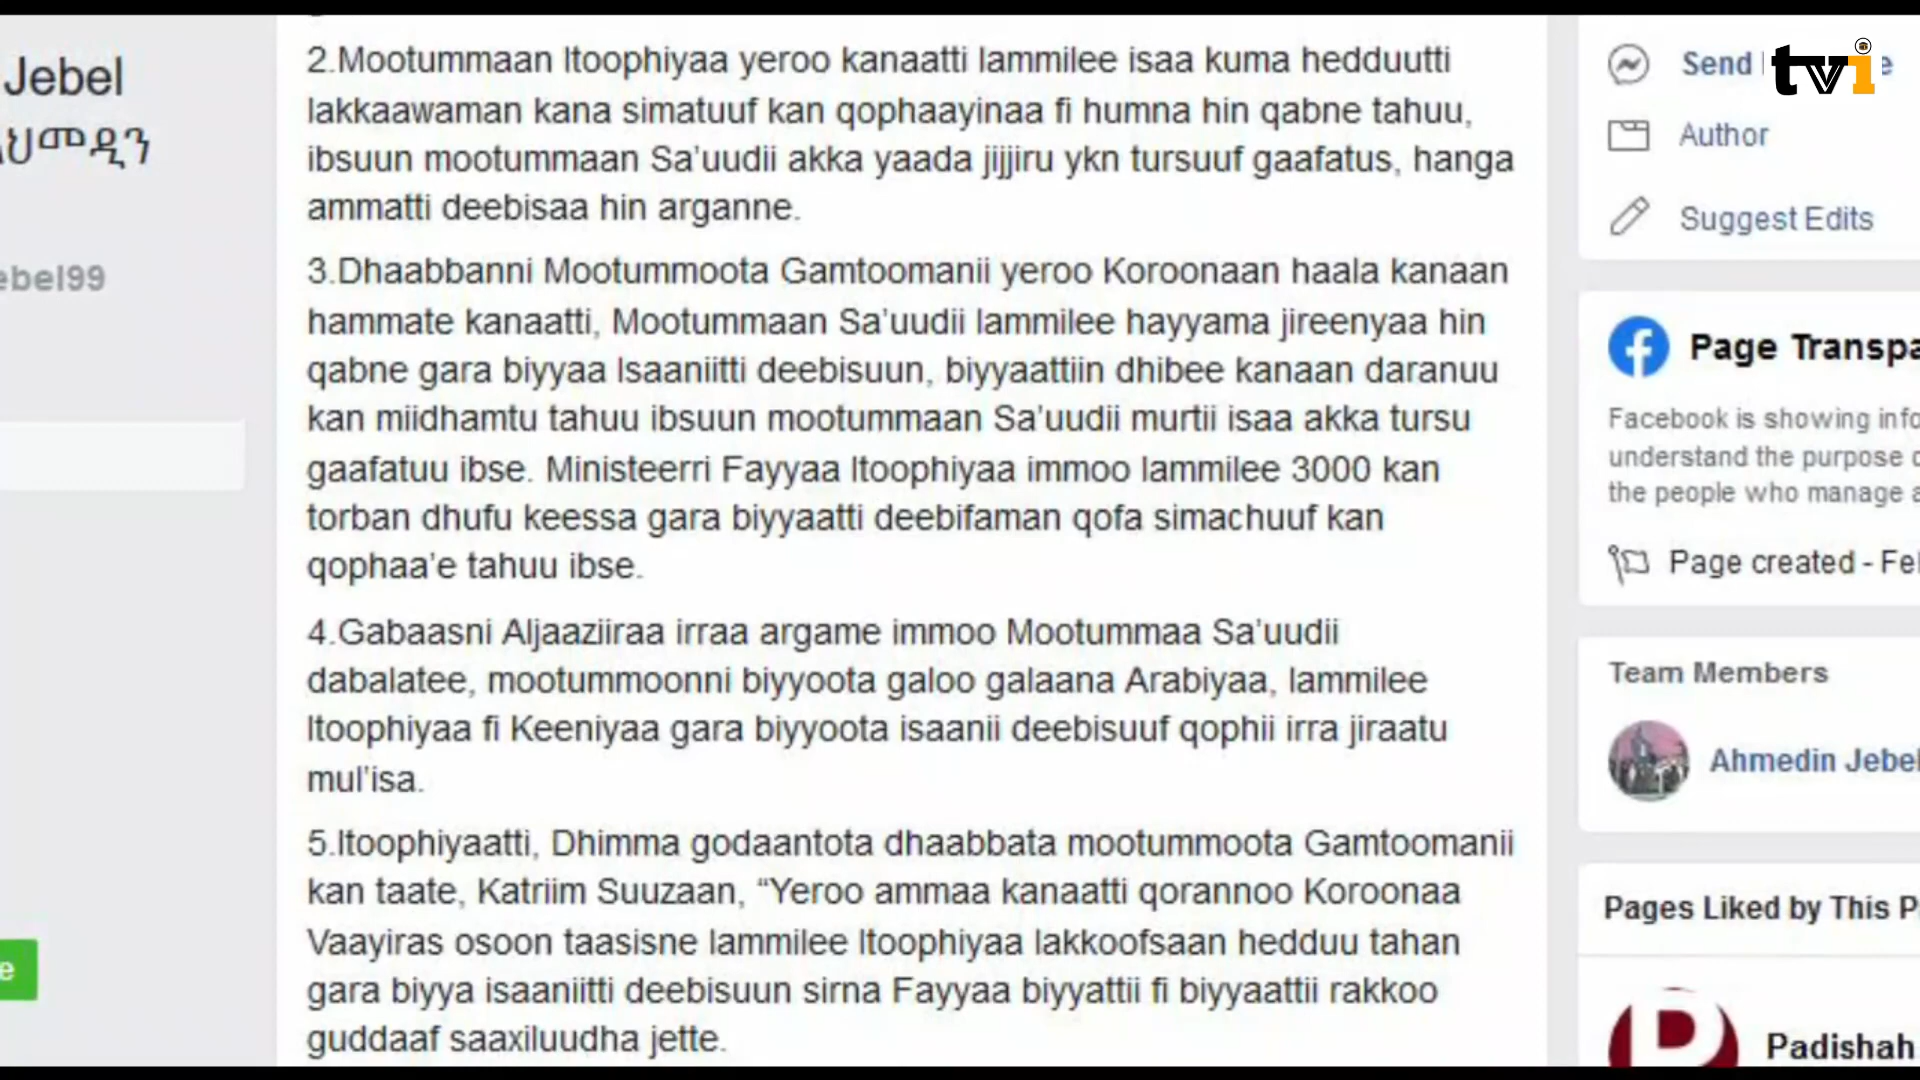 Jebel
ህመዲን
ebel99
e
2.Mootummaan Itoophiyaa yeroo kanaatti lammilee isaa kuma hedduutti
lakkaawaman kana simatuuf kan qophaayinaa fi humna hin qabne tahuu,
ibsuun mootummaan Sa'uudii akka yaada jijjiru ykn tursuuf gaafatus, hanga
ammatti deebisaa hin arganne.
3.Dhaabbanni Mootummoota Gamtoomanii yeroo Koroonaan haala kanaan
hammate kanaatti, Mootummaan Sa'uudii lammilee hayyama jireenyaa hin
qabne gara biyyaa Isaaniitti deebisuun, biyyaattiin dhibee kanaan daranuu
kan miidhamtu tahuu ibsuun mootummaan Sa'uudii murtii isaa akka tursu
gaafatuu ibse. Ministeerri Fayyaa Itoophiyaa immoo lammilee 3000 kan
torban dhufu keessa gara biyyaatti deebifaman qofa simachuuf kan
qophaa'e tahuu ibse.
4.Gabaasni Aljaaziiraa irraa argame immoo Mootummaa Sa'uudii
dabalatee, mootummoonni biyyoota galoo galaana Arabiyaa, lammilee
Itoophiyaa fi Keeniyaa gara biyyoota isaanii deebisuuf qophii irra jiraatu
mul'isa.
5.Itoophiyaatti, Dhimma godaantota dhaabbata mootummoota Gamtoomanii
kan taate, Katriim Suuzaan, “Yeroo ammaa kanaatti qorannoo Koroonaa
Vaayiras osoon taasisne lammilee Itoophiyaa lakkoofsaan hedduu tahan
gara biyya isaaniitti deebisuun sirna Fayyaa biyyattii fi biyyaattii rakkoo
guddaaf saaxiluudha jette.
Send
tvi
e
Author
Suggest Edits
Page Transpa
Facebook is showing info
understand the purpose o
the people who manage a
Page created - Fe
Team Members
Ahmedin Jebel
Pages Liked by This P
Padishah